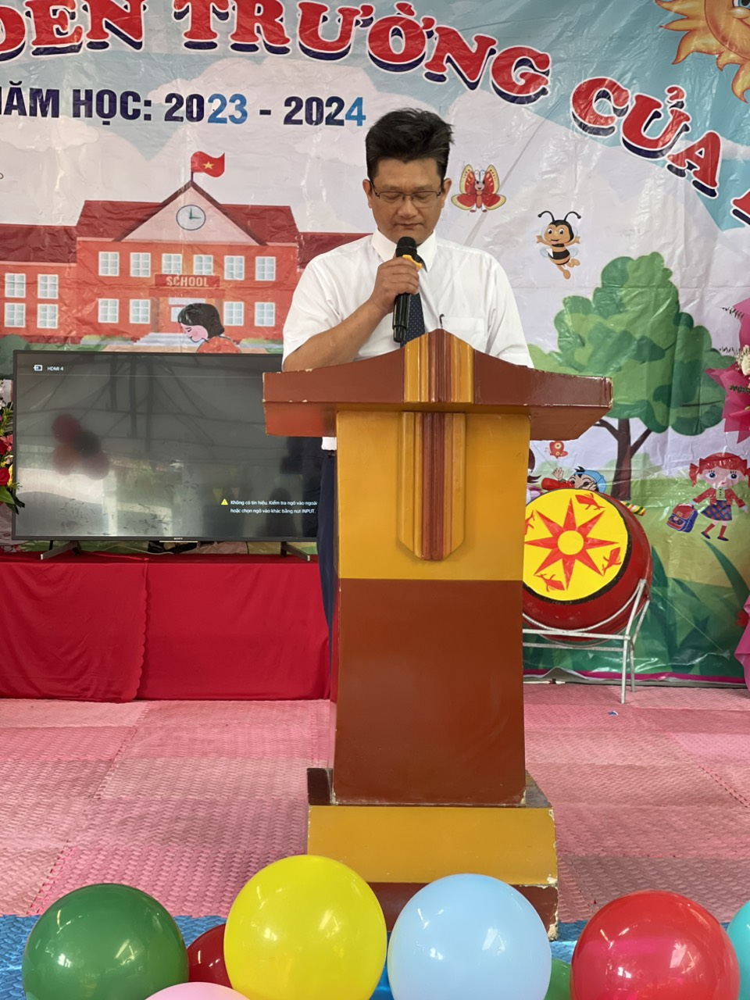 ĐẾN TRƯỜNG CỦA
NĂM HỌC: 2023 - 2024
SCHOOL
HDMI 4
Không có tín hiệu. Kiểm tra ngõ vào ngoài
hoặc chọn ngõ vào khác bằng nút INPUT.
SONY